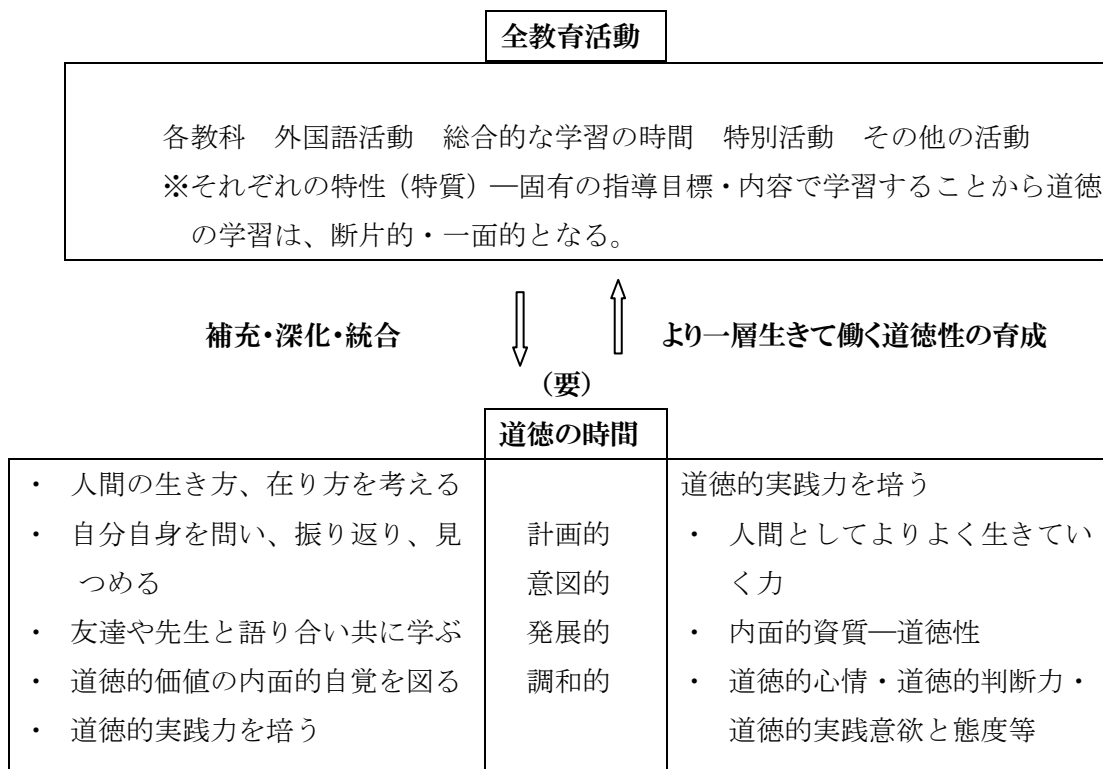 全教育活動
各教科　外国語活動　総合的な学習の時間　特別活動　その他の活動
※それぞれの特性（特質）―固有の指導目標・内容で学習することから道徳
の学習は、断片的・一面的となる。
補充・深化・統合
より一層生きて働く道徳性の育成
（要）
道徳の時間
・　人間の生き方、在り方を考える
・　自分自身を問い、振り返り、見
つめる
・　友達や先生と語り合い共に学ぶ
・　道徳的価値の内面的自覚を図る
・　道徳的実践力を培う
計画的
意図的
発展的
調和的
道徳的実践力を培う
・　人間としてよりよく生きてい
く力
・　内面的資質―道徳性
・　道徳的心情・道徳的判断力・
道徳的実践意欲と態度等